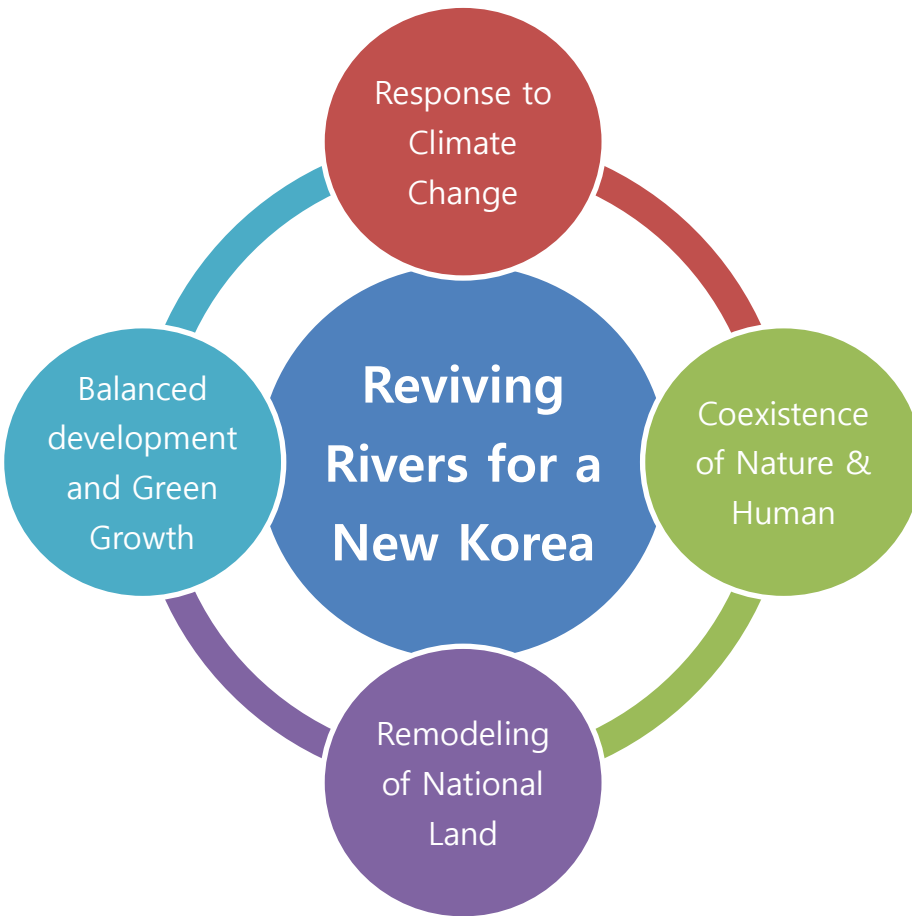 Response to
Climate
Change
Balanced
development
and Green
Growth
Reviving
Rivers for a
New Korea
Coexistence
of Nature &
Human
Remodeling
of National
Land